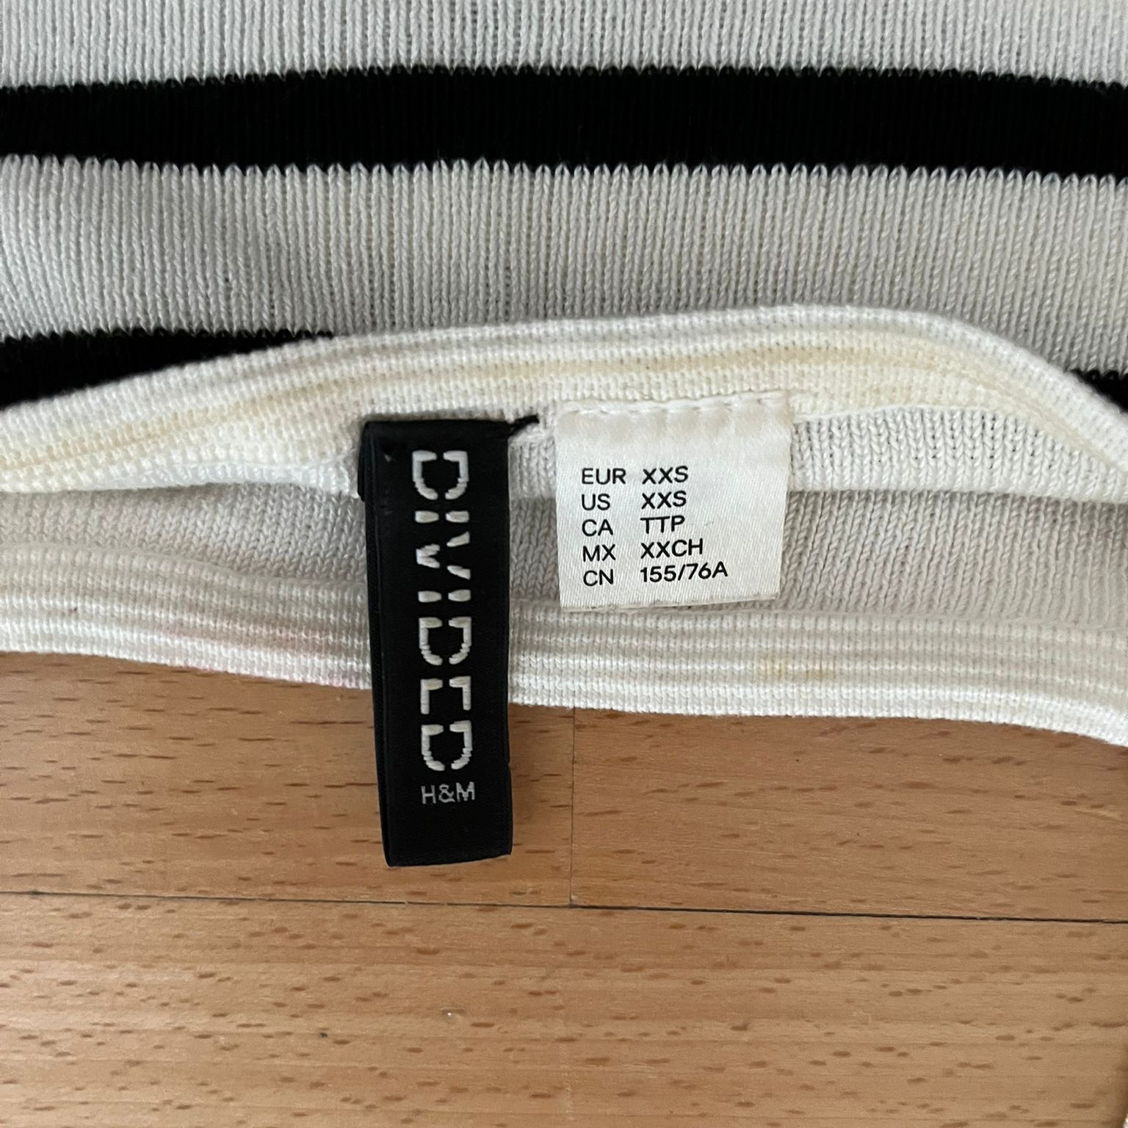 DIVIDED
H&M
EUR XXS
US XXS
CA TTP
MX XXCH
CN 155/76A